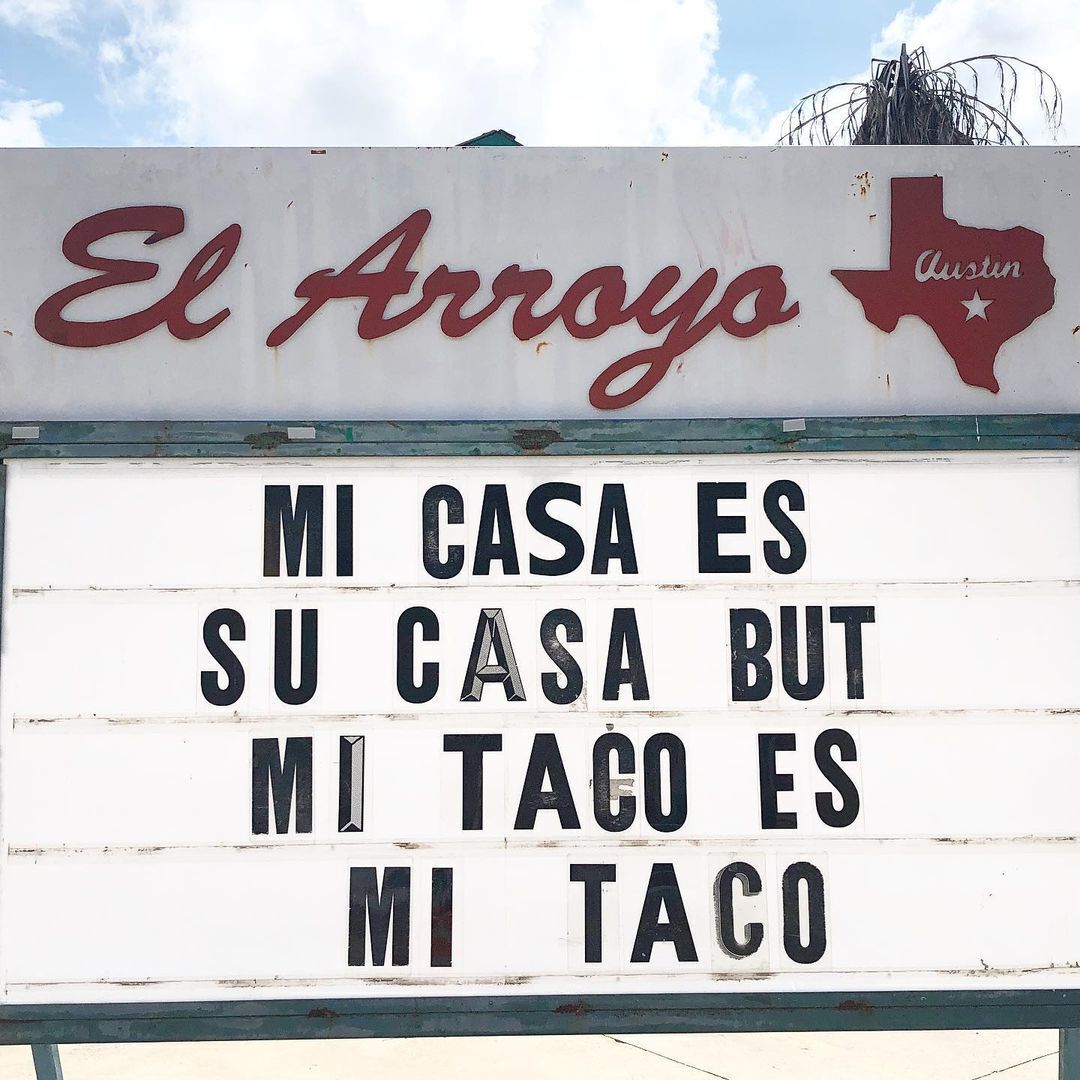 El Arroyo
Austin
MI CASA ES
SU CASA BUT
MI TACO ES
MI TACO